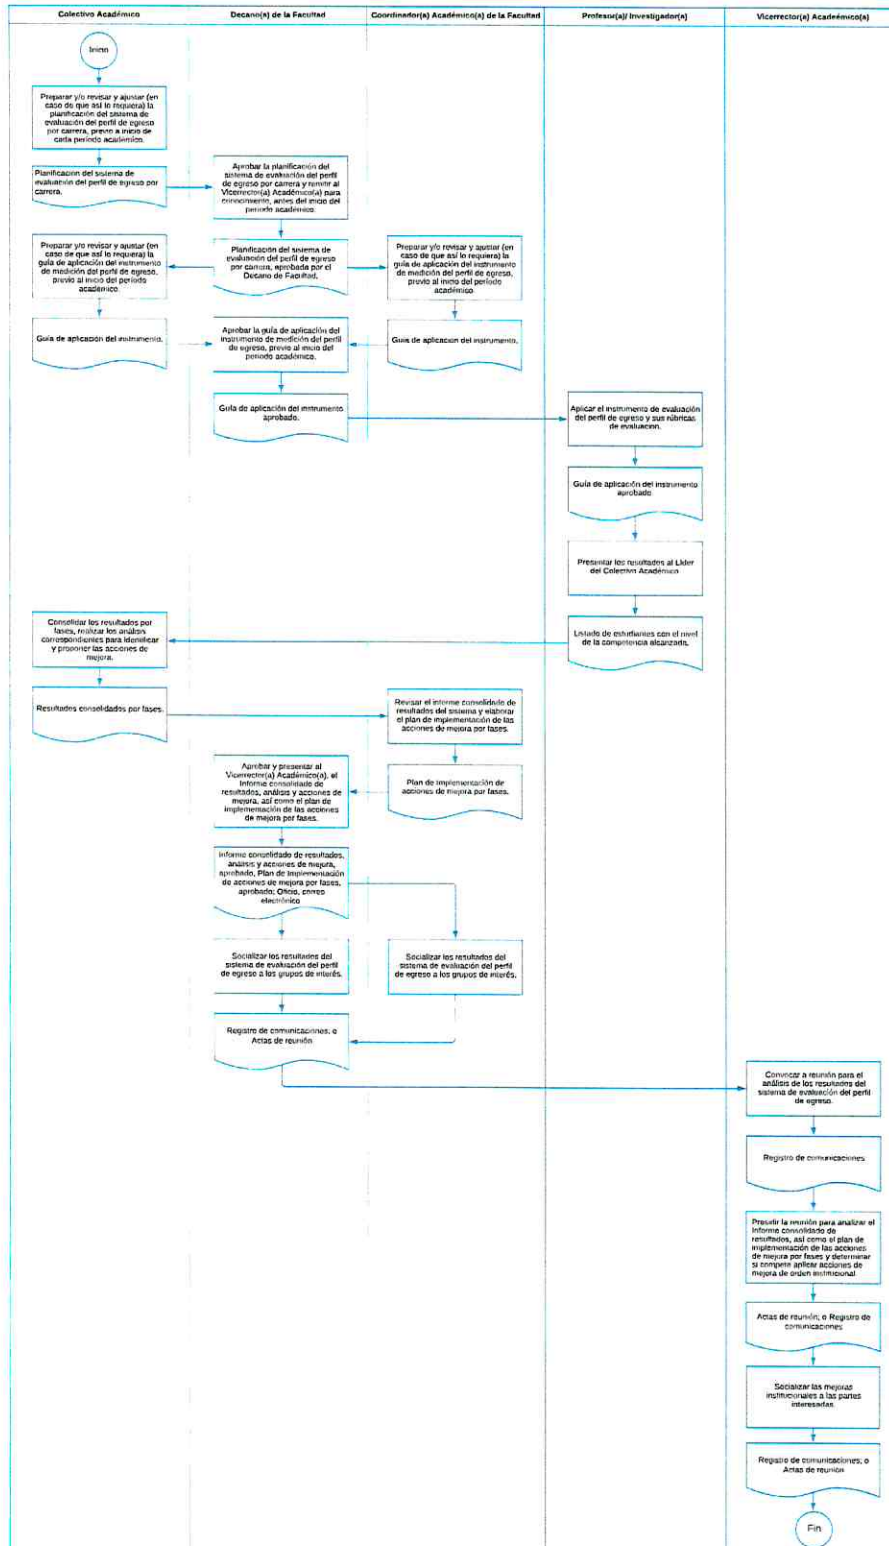 Colectivo Académico
Decano(a) de la Facultad
Coordinador(a) Académico(a) de la Facultad
Profesor(a)/ Investigador(a)
Vicerrector(a) Académico(a)
Inicio
Preparar y/o revisar y ajustar (en
caso de que así lo requiera) la
planificación del sistema de
evaluación del perfil de egreso
por carrera, previo a inicio de
cada período académico.
Planificación del sistema de
evaluación del perfil de egreso por
carrera.
Aprobar la planificación del
sistema de evaluación del perfil
de egreso por carrera y remitir al
Vicerrector(a) Académico(a) para
conocimiento, antes del inicio del
período académico.
Preparar y/o revisar y ajustar (en
caso de que así lo requiera) la
guía de aplicación del instrumento
de medición del perfil de egreso,
previo al inicio del período
académico.
Planificación del sistema de
evaluación del perfil de egreso
por carrera, aprobada por el
Decano de Facultad.
Preparar y/o revisar y ajustar (en
caso de que así lo requiera) la
guía de aplicación del instrumento
de medición del perfil de egreso,
previo al inicio del período
académico
Guía de aplicación del instrumento.
Aprobar la guía de aplicación del
instrumento de medición del perfil
de egreso, previo al inicio del
período académico.
Guía de aplicación del instrumento.
Guía de aplicación del instrumento
aprobado.
Aplicar el instrumento de evaluación
del perfil de egreso y sus rúbricas
de evaluación.
Guía de aplicación del instrumento
aprobado
Presentar los resultados al Líder
del Colectivo Académico
Consolidar los resultados por
fases, realizar los análisis
correspondientes para identificar
y proponer las acciones de
mejora.
Listado de estudiantes con el nivel
de la competencia alcanzada.
Resultados consolidados por fases.
Revisar el informe consolidado de
resultados del sistema y elaborar
el plan de implementación de las
acciones de mejora por fases.
Aprobar y presentar al
Vicerrector(a) Académico(a), el
Informe consolidado de
resultados, análisis y acciones de
mejora, así como el plan de
implementación de las acciones
de mejora por fases.
Plan de Implementación de
acciones de mejora por fases.
Informe consolidado de resultados,
análisis y acciones de mejora,
aprobado, Plan de Implementación
de acciones de mejora por fases,
aprobado; Oficio, correo
electrónico
Socializar los resultados del
sistema de evaluación del perfil
de egreso a los grupos de interés.
Socializar los resultados del
sistema de evaluación del perfil
de egreso a los grupos de interés.
Registro de comunicaciones; o
Actas de reunión
Convocar a reunión para el
análisis de los resultados del
sistema de evaluación del perfil
de egreso.
Registro de comunicaciones
Presidir la reunión para analizar el
Informe consolidado de
resultados, así como el plan de
implementación de las acciones
de mejora por fases y determinar
si compete aplicar acciones de
mejora de orden institucional
Actas de reunión; o Registro de
comunicaciones
Socializar las mejoras
institucionales a las partes
interesadas.
Registro de comunicaciones; o
Actas de reunión
Fin